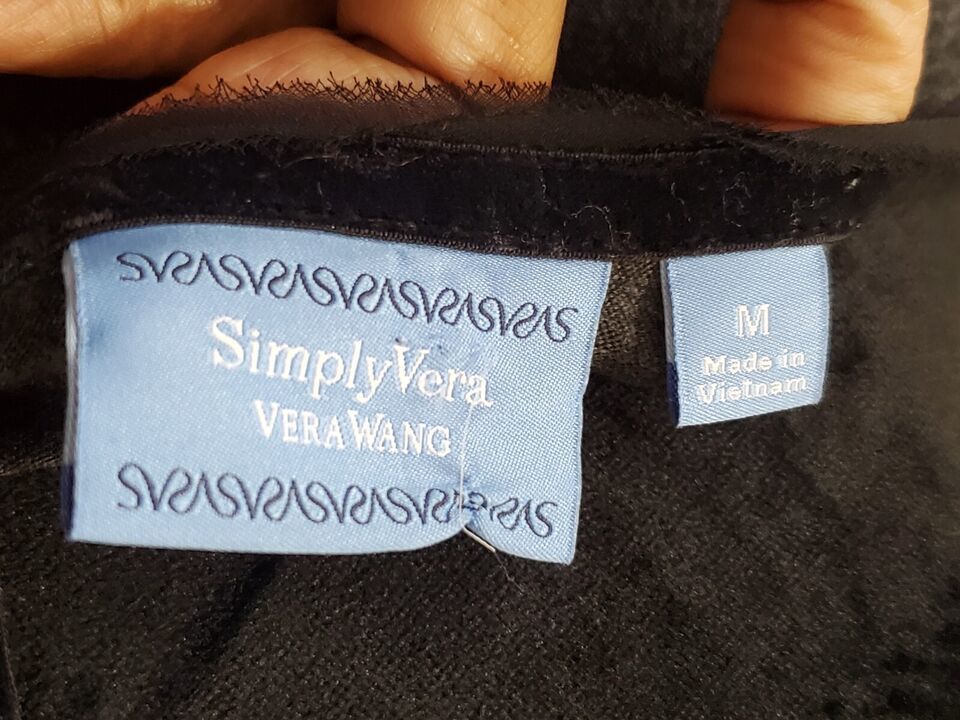 SimplyVera
VERA WANG
M
Made in
Vietnam